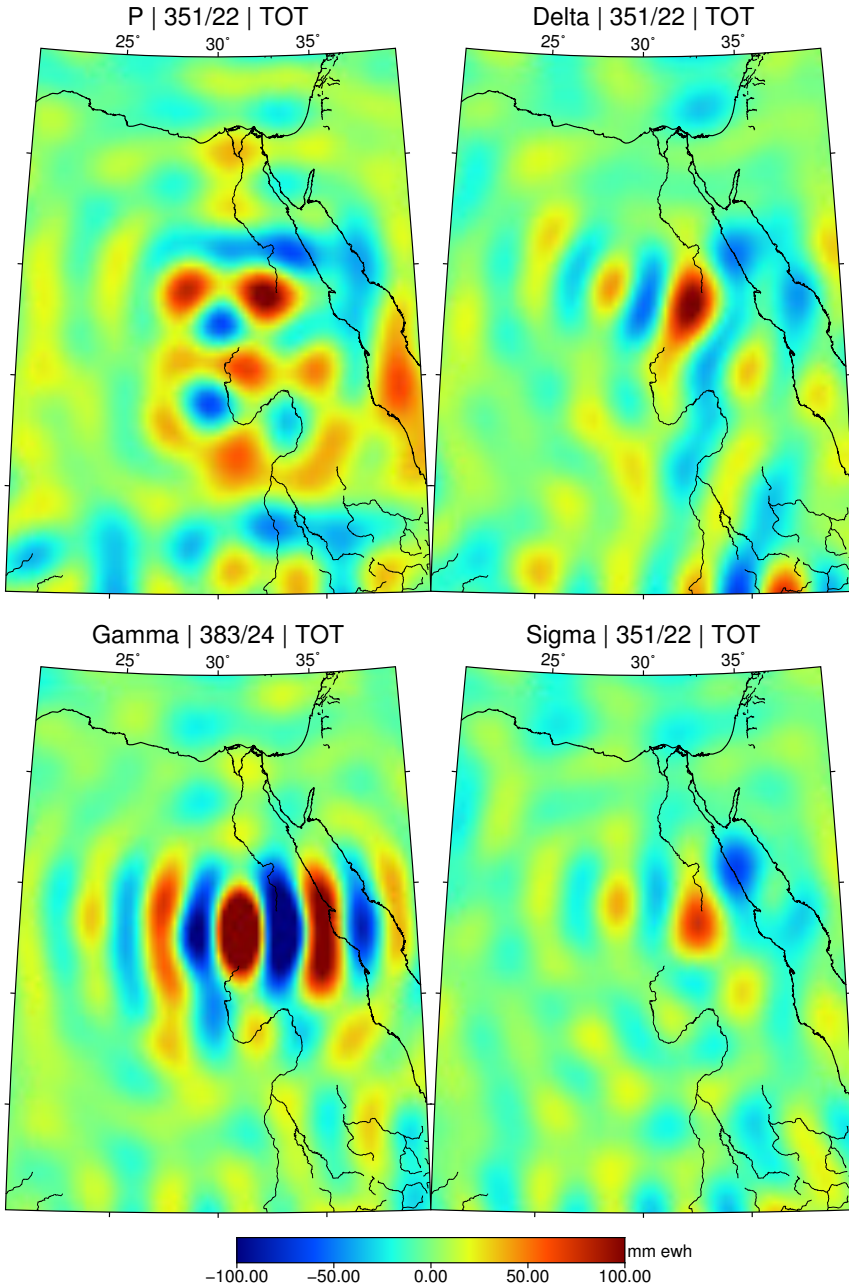 P | 351/22 | TOT
25° 30° 35°
Delta | 351/22 | TOT
25° 30° 35°
Gamma | 383/24 | TOT
25° 30° 35°
Sigma | 351/22 | TOT
25° 30° 35°
mm ewh
−100.00 −50.00 0.00 50.00 100.00